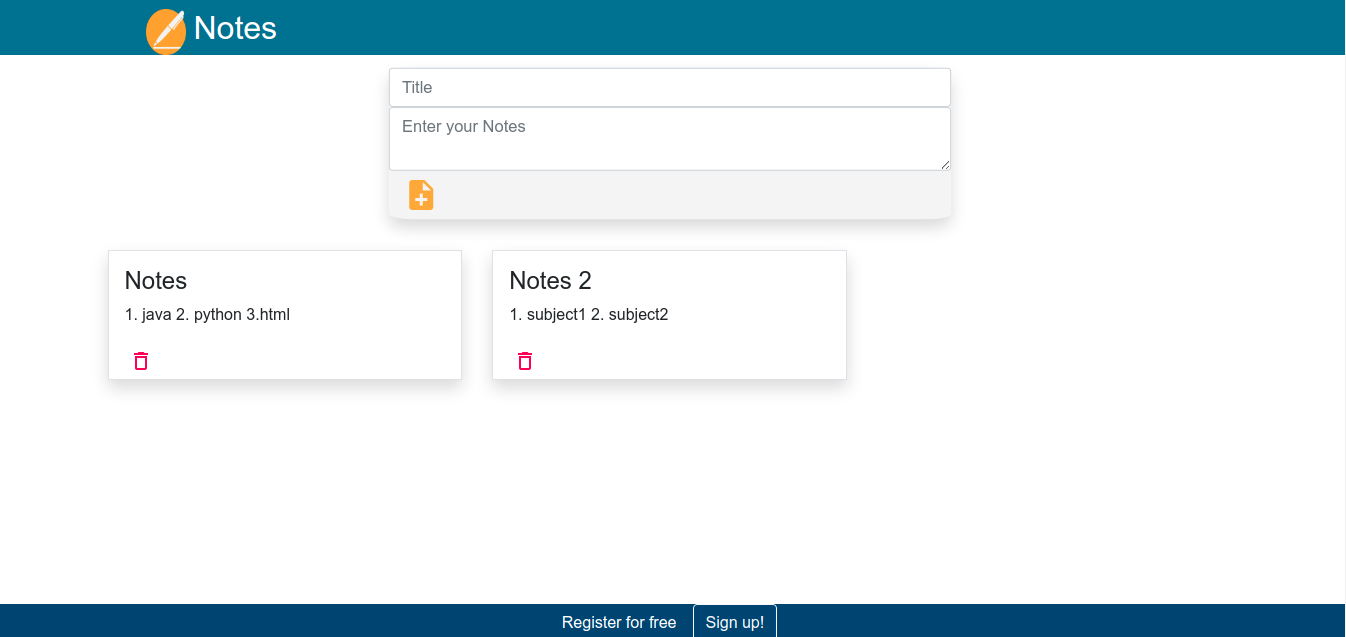 Notes
Title
Enter your Notes
Notes
1. java 2. python 3.html
Notes 2
1. subject1 2. subject2
Register for free
Sign up!